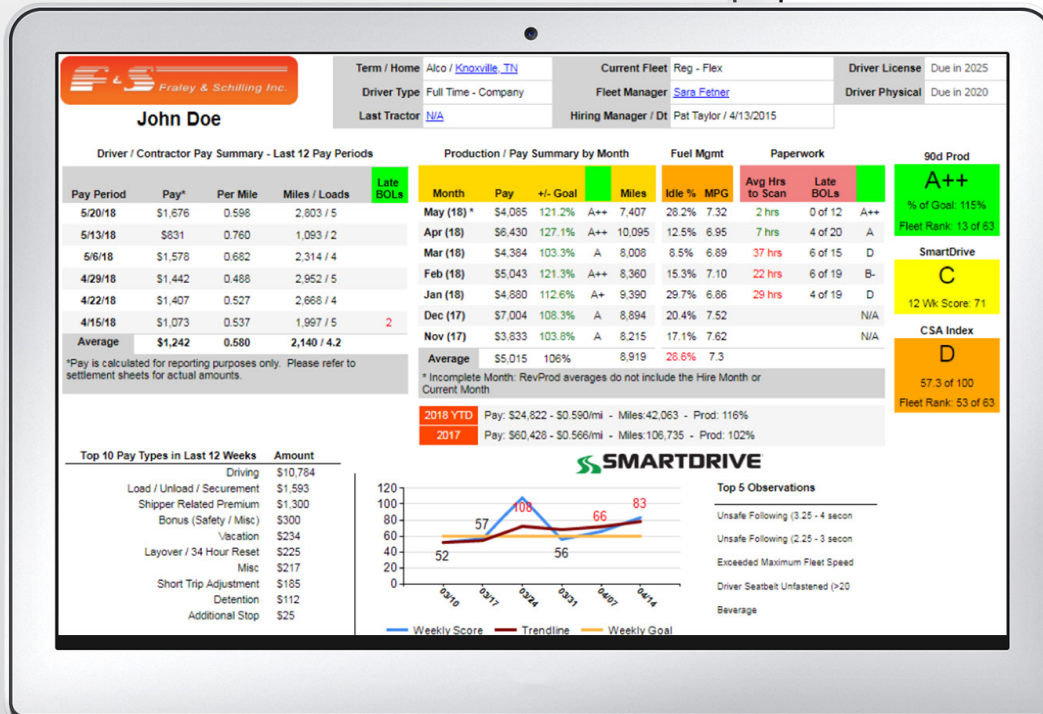 F & S Fraley & Schilling Inc.
John Doe
Term / Home Alco / Knoxville, TN Current Fleet Reg - Flex Driver License Due in 2025
Driver Type Full Time - Company Fleet Manager Sara Fetner Driver Physical Due in 2020
Last Tractor N/A Hiring Manager / Dt Pat Taylor / 4/13/2015
Driver / Contractor Pay Summary - Last 12 Pay Periods
Pay Period Pay* Per Mile Miles / Loads Late BOLs
5/20/18 $1,676 0.598 2,803 / 5
5/13/18 $831 0.760 1,093 / 2
5/6/18 $1,578 0.682 2,314 / 4
4/29/18 $1,442 0.488 2,952 / 5
4/22/18 $1,407 0.527 2,668 / 4
4/15/18 $1,073 0.537 1,997 / 5 2
Average $1,242 0.580 2,140 / 4.2
*Pay is calculated for reporting purposes only. Please refer to
settlement sheets for actual amounts.
Production / Pay Summary by Month Fuel Mgmt Paperwork
Month Pay +/- Goal Miles Idle % MPG Avg Hrs to Scan Late BOLs
May (18) * $4,085 121.2% A++ 7,407 28.2% 7.32 2 hrs 0 of 12 A++
Apr (18) $6,430 127.1% A++ 10,095 12.5% 6.95 7 hrs 4 of 20 A
Mar (18) $4,384 103.3% A 8,008 8.5% 6.89 37 hrs 6 of 15 D
Feb (18) $5,043 121.3% A++ 8,360 15.3% 7.10 22 hrs 6 of 19 B-
Jan (18) $4,880 112.6% A+ 9,390 29.7% 6.86 29 hrs 4 of 19 D
Dec (17) $7,004 108.3% A 8,894 20.4% 7.52 N/A
Nov (17) $3,833 103.8% A 8,215 17.1% 7.62 N/A
Average $5,015 106% 8,919 28.6% 7.3
* Incomplete Month: RevProd averages do not include the Hire Month or
Current Month
2018 YTD Pay: $24,822 - $0.590/mi - Miles:42,063 - Prod: 116%
2017 Pay: $60,428 - $0.566/mi - Miles:106,735 - Prod: 102%
90d Prod
A++
% of Goal: 115%
Fleet Rank: 13 of 63
SmartDrive
C
12 Wk Score: 71
CSA Index
D
57.3 of 100
Fleet Rank: 53 of 63
Top 10 Pay Types in Last 12 Weeks Amount
Driving $10,784
Load / Unload / Securement $1,593
Shipper Related Premium $1,300
Bonus (Safety / Misc) $300
Vacation $234
Layover / 34 Hour Reset $225
Misc $217
Short Trip Adjustment $185
Detention $112
Additional Stop $25
SMARTDRIVE
120
100
80
60
40
20
0
52
57
108
56
66
83
03/10 03/17 03/24 03/31 04/07 04/14
Weekly Score Trendline Weekly Goal
Top 5 Observations
Unsafe Following (3.25 - 4 secon
Unsafe Following (2.25 - 3 secon
Exceeded Maximum Fleet Speed
Driver Seatbelt Unfastened (>20
Beverage